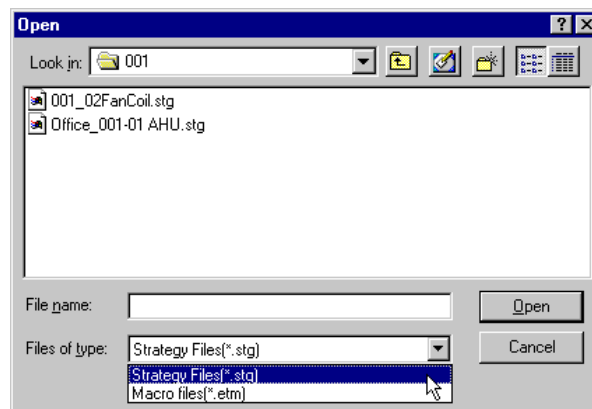 Open
Look in: 001
001_02FanCoil.stg
Office_001-01 AHU.stg
File name:
Open
Files of type: Strategy Files(*.stg)
Cancel
Strategy Files(*.stg)
Macro files(*.etm)